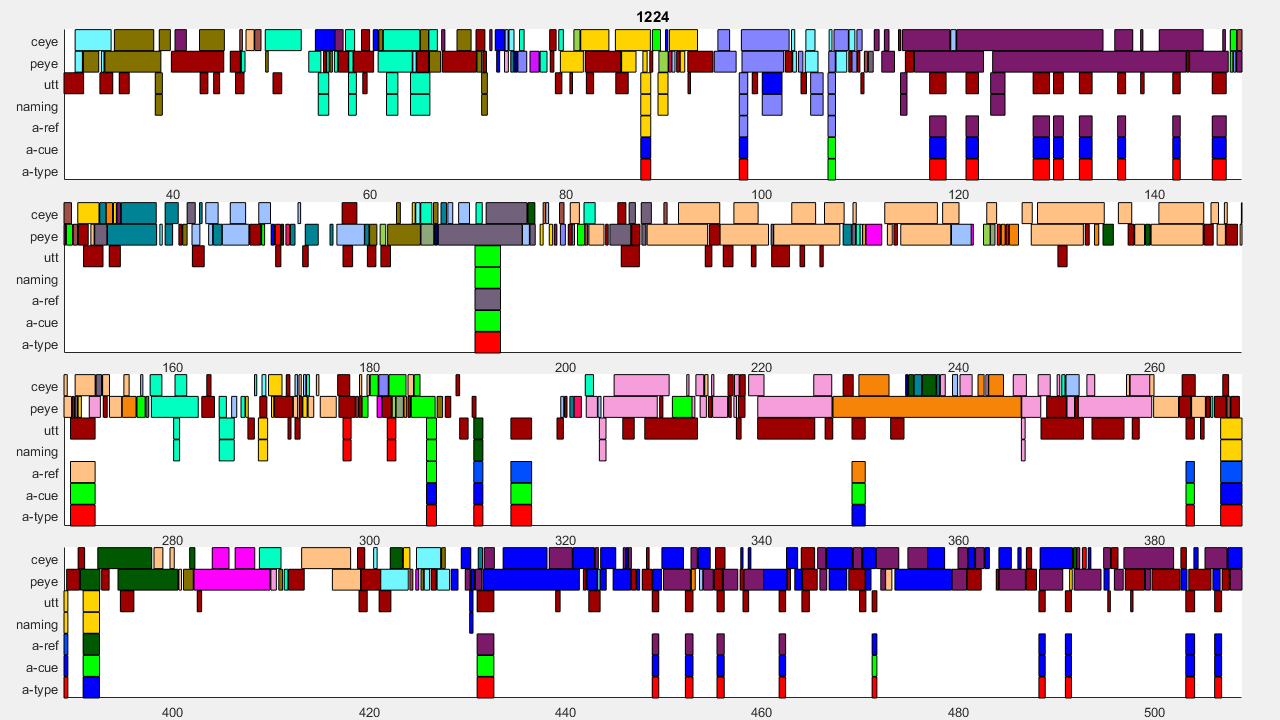 1224
ceye
peye
utt
naming
a-ref
a-cue
a-type
40 60 80 100 120 140
ceye
peye
utt
naming
a-ref
a-cue
a-type
160 180 200 220 240 260
ceye
peye
utt
naming
a-ref
a-cue
a-type
280 300 320 340 360 380
ceye
peye
utt
naming
a-ref
a-cue
a-type
400 420 440 460 480 500